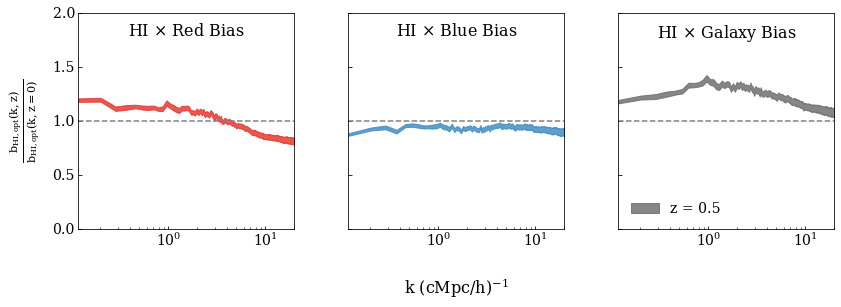 HI × Red Bias
HI × Blue Bias
HI × Galaxy Bias
b_HI, opt(k, z)
b_HI, opt(k, z = 0)
2.0
1.5
1.0
0.5
0.0
10^0 10^1
10^0 10^1
10^0 10^1
z = 0.5
k (cMpc/h)^−1